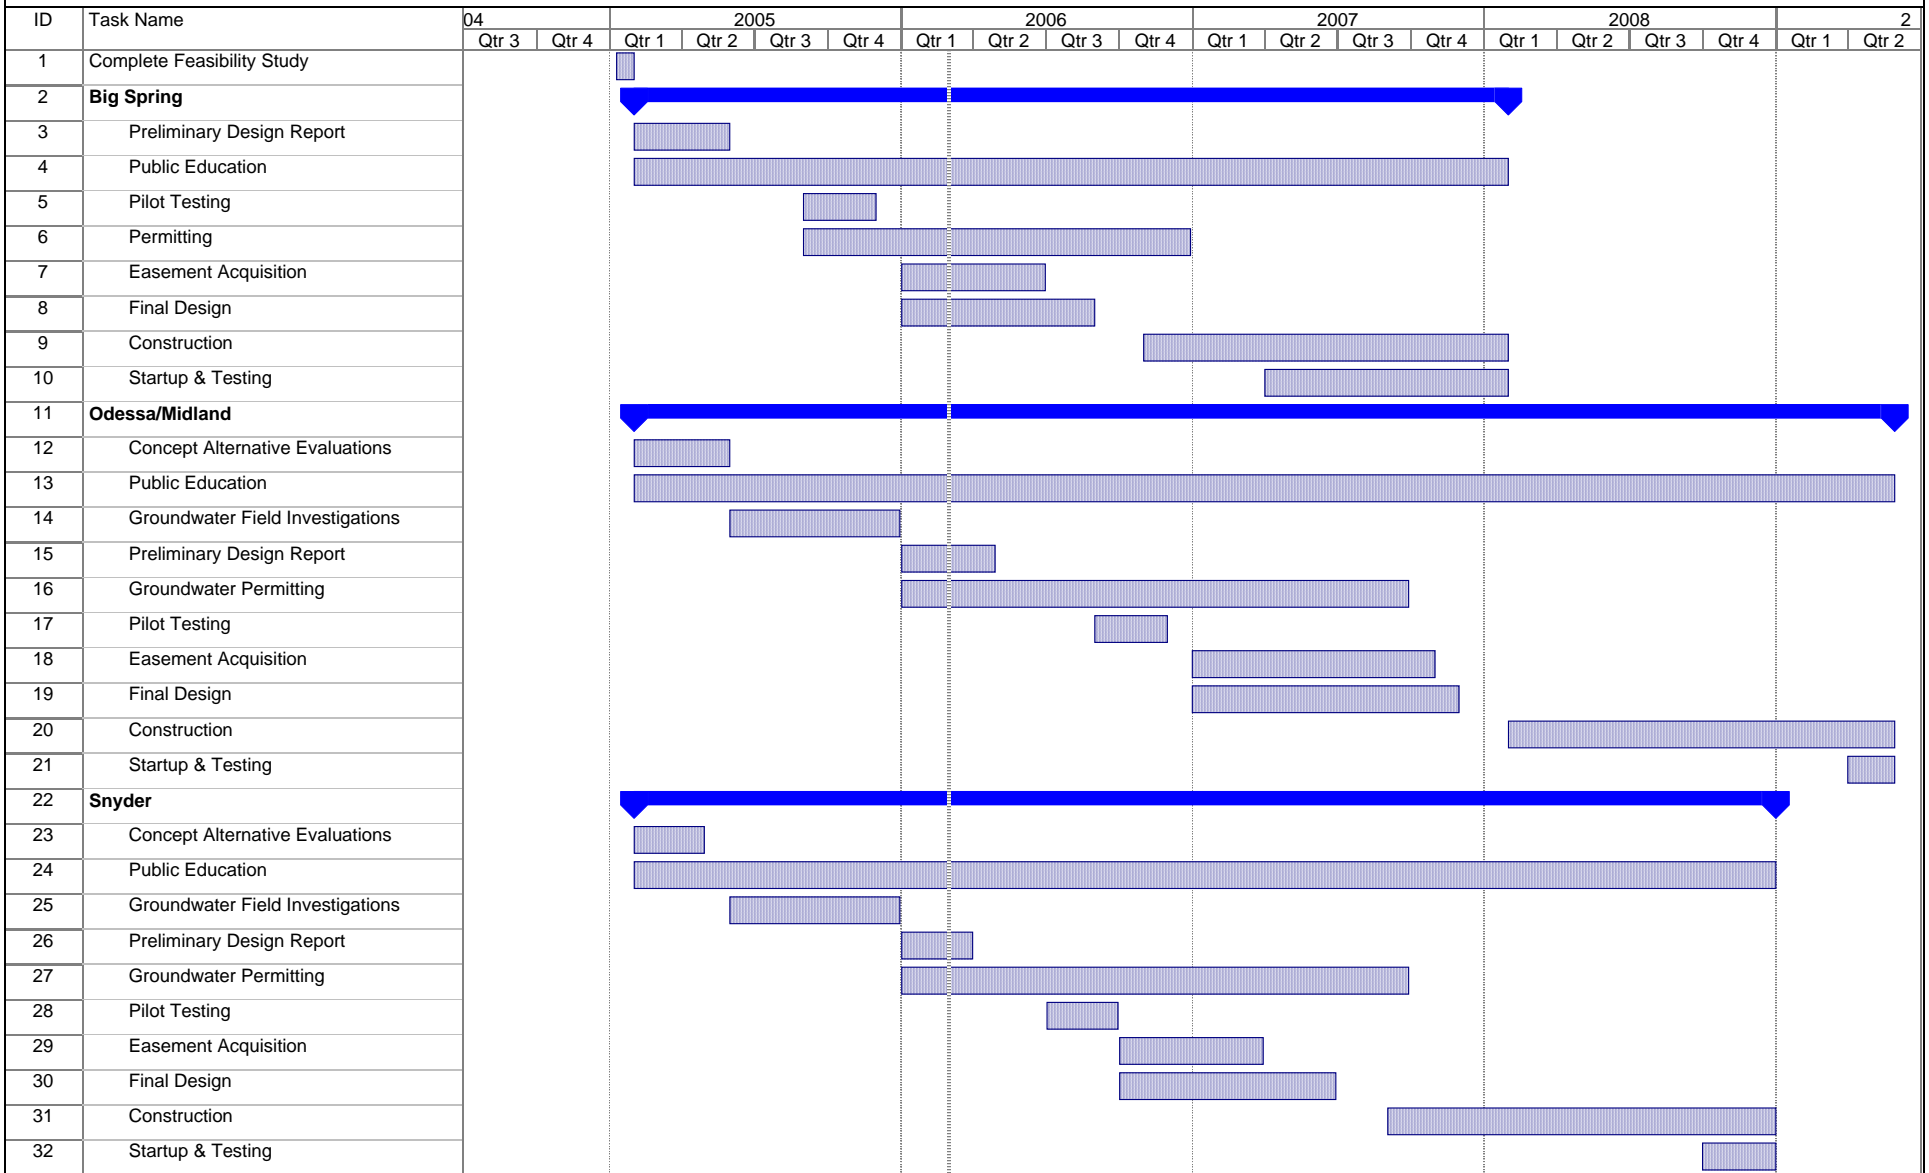 ID Task Name 04 2005 2006 2007 2008 2
Qtr 3 Qtr 4 Qtr 1 Qtr 2 Qtr 3 Qtr 4 Qtr 1 Qtr 2 Qtr 3 Qtr 4 Qtr 1 Qtr 2 Qtr 3 Qtr 4 Qtr 1 Qtr 2 Qtr 3 Qtr 4 Qtr 1 Qtr 2
1 Complete Feasibility Study
2 Big Spring
3 Preliminary Design Report
4 Public Education
5 Pilot Testing
6 Permitting
7 Easement Acquisition
8 Final Design
9 Construction
10 Startup & Testing
11 Odessa/Midland
12 Concept Alternative Evaluations
13 Public Education
14 Groundwater Field Investigations
15 Preliminary Design Report
16 Groundwater Permitting
17 Pilot Testing
18 Easement Acquisition
19 Final Design
20 Construction
21 Startup & Testing
22 Snyder
23 Concept Alternative Evaluations
24 Public Education
25 Groundwater Field Investigations
26 Preliminary Design Report
27 Groundwater Permitting
28 Pilot Testing
29 Easement Acquisition
30 Final Design
31 Construction
32 Startup & Testing